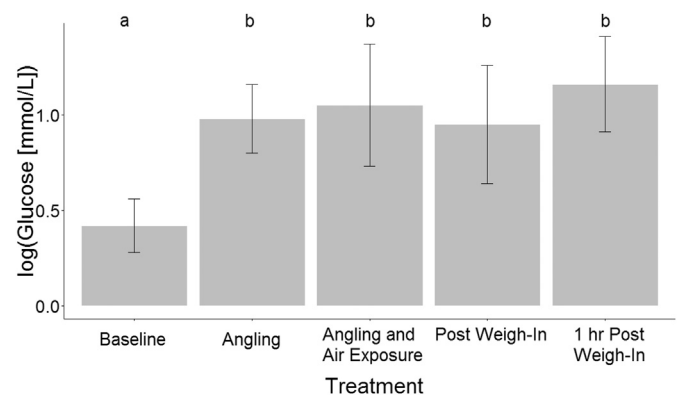 a b b b b
log(Glucose [mmol/L])
1.0
0.5
0.0
Baseline
Angling
Angling and
Air Exposure
Post Weigh-In
1 hr Post
Weigh-In
Treatment